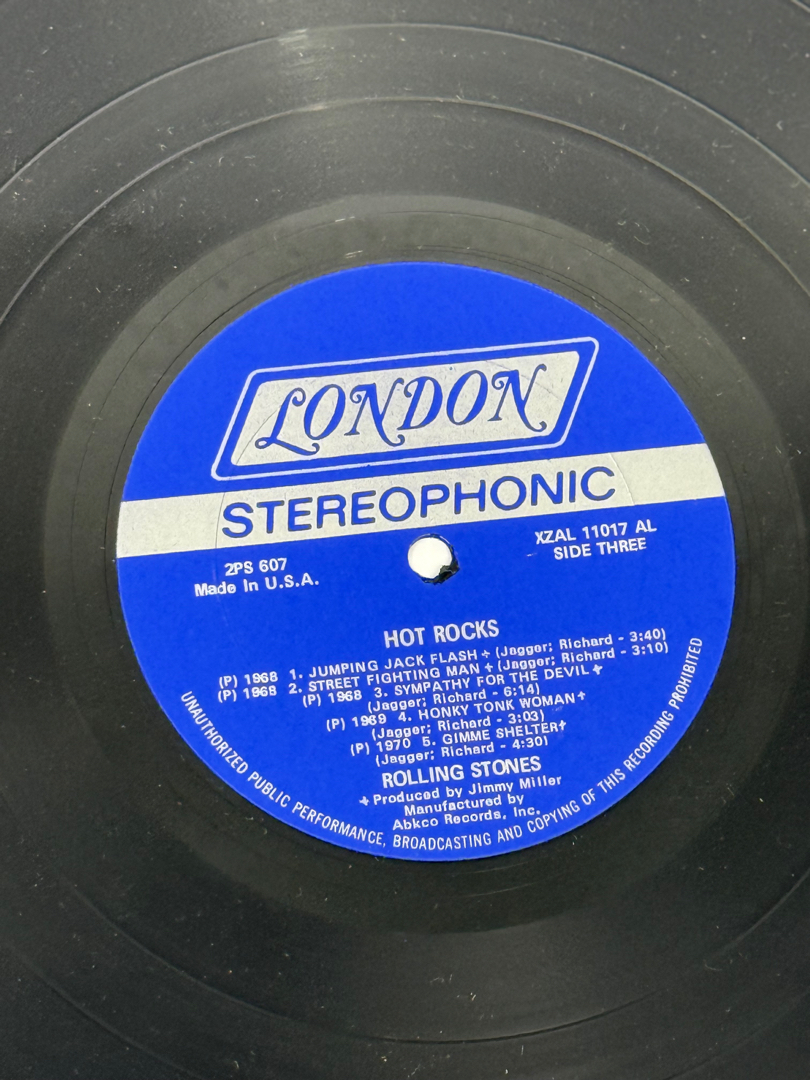 LONDON
STEREOPHONIC
2PS 607
Made In U.S.A.
XZAL 11017 AL
SIDE THREE
HOT ROCKS
(P) 1968 1. JUMPING JACK FLASH + (Jagger; Richard - 3:40)
(P) 1968 2. STREET FIGHTING MAN + (Jagger; Richard - 3:10)
(P) 1968 3. SYMPATHY FOR THE DEVIL +
(Jagger; Richard - 6:14)
(P) 1969 4. HONKY TONK WOMAN +
(Jagger; Richard - 3:03)
(P) 1970 5. GIMME SHELTER+
(Jagger; Richard - 4:30)
ROLLING STONES
+ Produced by Jimmy Miller
Manufactured by
Abkco Records, Inc.
UNAUTHORIZED PUBLIC PERFORMANCE, BROADCASTING AND COPYING OF THIS RECORDING PROHIBITED